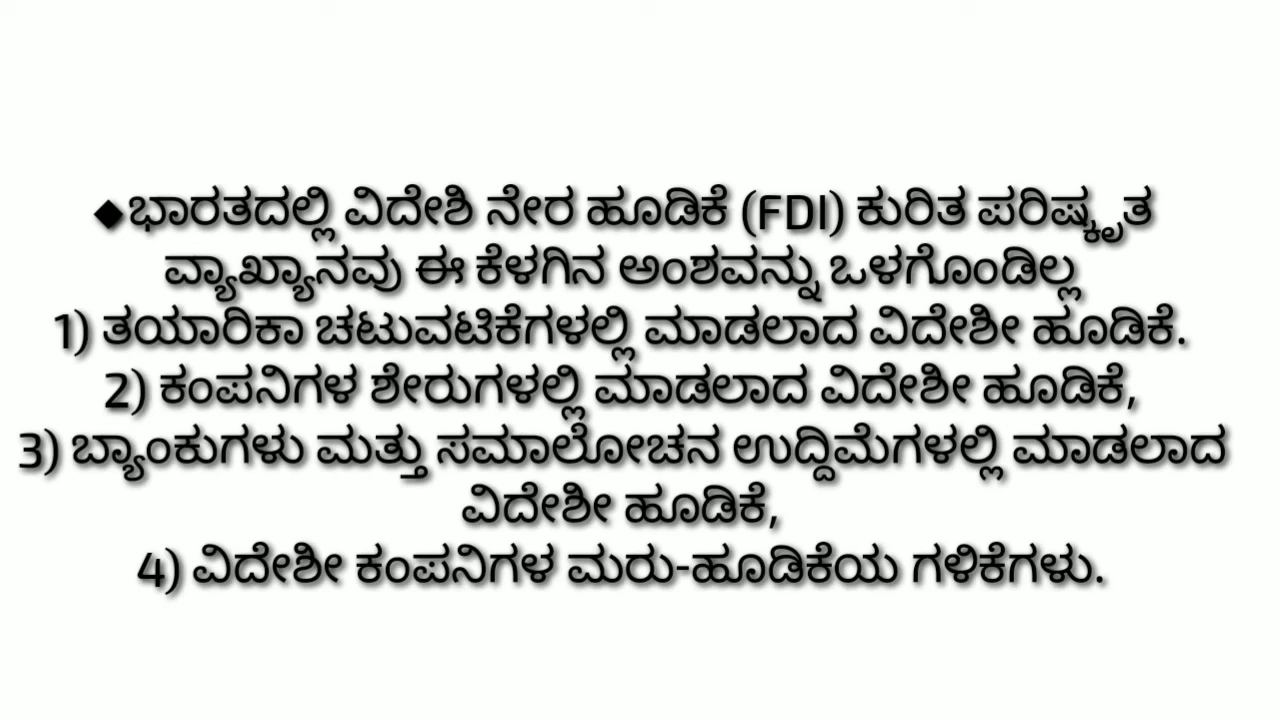 ◆ಭಾರತದಲ್ಲಿ ವಿದೇಶಿ ನೇರ ಹೂಡಿಕೆ (FDI) ಕುರಿತ ಪರಿಷ್ಕೃತ
ವ್ಯಾಖ್ಯಾನವು ಈ ಕೆಳಗಿನ ಅಂಶವನ್ನು ಒಳಗೊಂಡಿಲ್ಲ
1) ತಯಾರಿಕಾ ಚಟುವಟಿಕೆಗಳಲ್ಲಿ ಮಾಡಲಾದ ವಿದೇಶೀ ಹೂಡಿಕೆ.
2) ಕಂಪನಿಗಳ ಶೇರುಗಳಲ್ಲಿ ಮಾಡಲಾದ ವಿದೇಶೀ ಹೂಡಿಕೆ,
3) ಬ್ಯಾಂಕುಗಳು ಮತ್ತು ಸಮಾಲೋಚನ ಉದ್ದಿಮೆಗಳಲ್ಲಿ ಮಾಡಲಾದ
ವಿದೇಶೀ ಹೂಡಿಕೆ,
4) ವಿದೇಶೀ ಕಂಪನಿಗಳ ಮರು-ಹೂಡಿಕೆಯ ಗಳಿಕೆಗಳು.